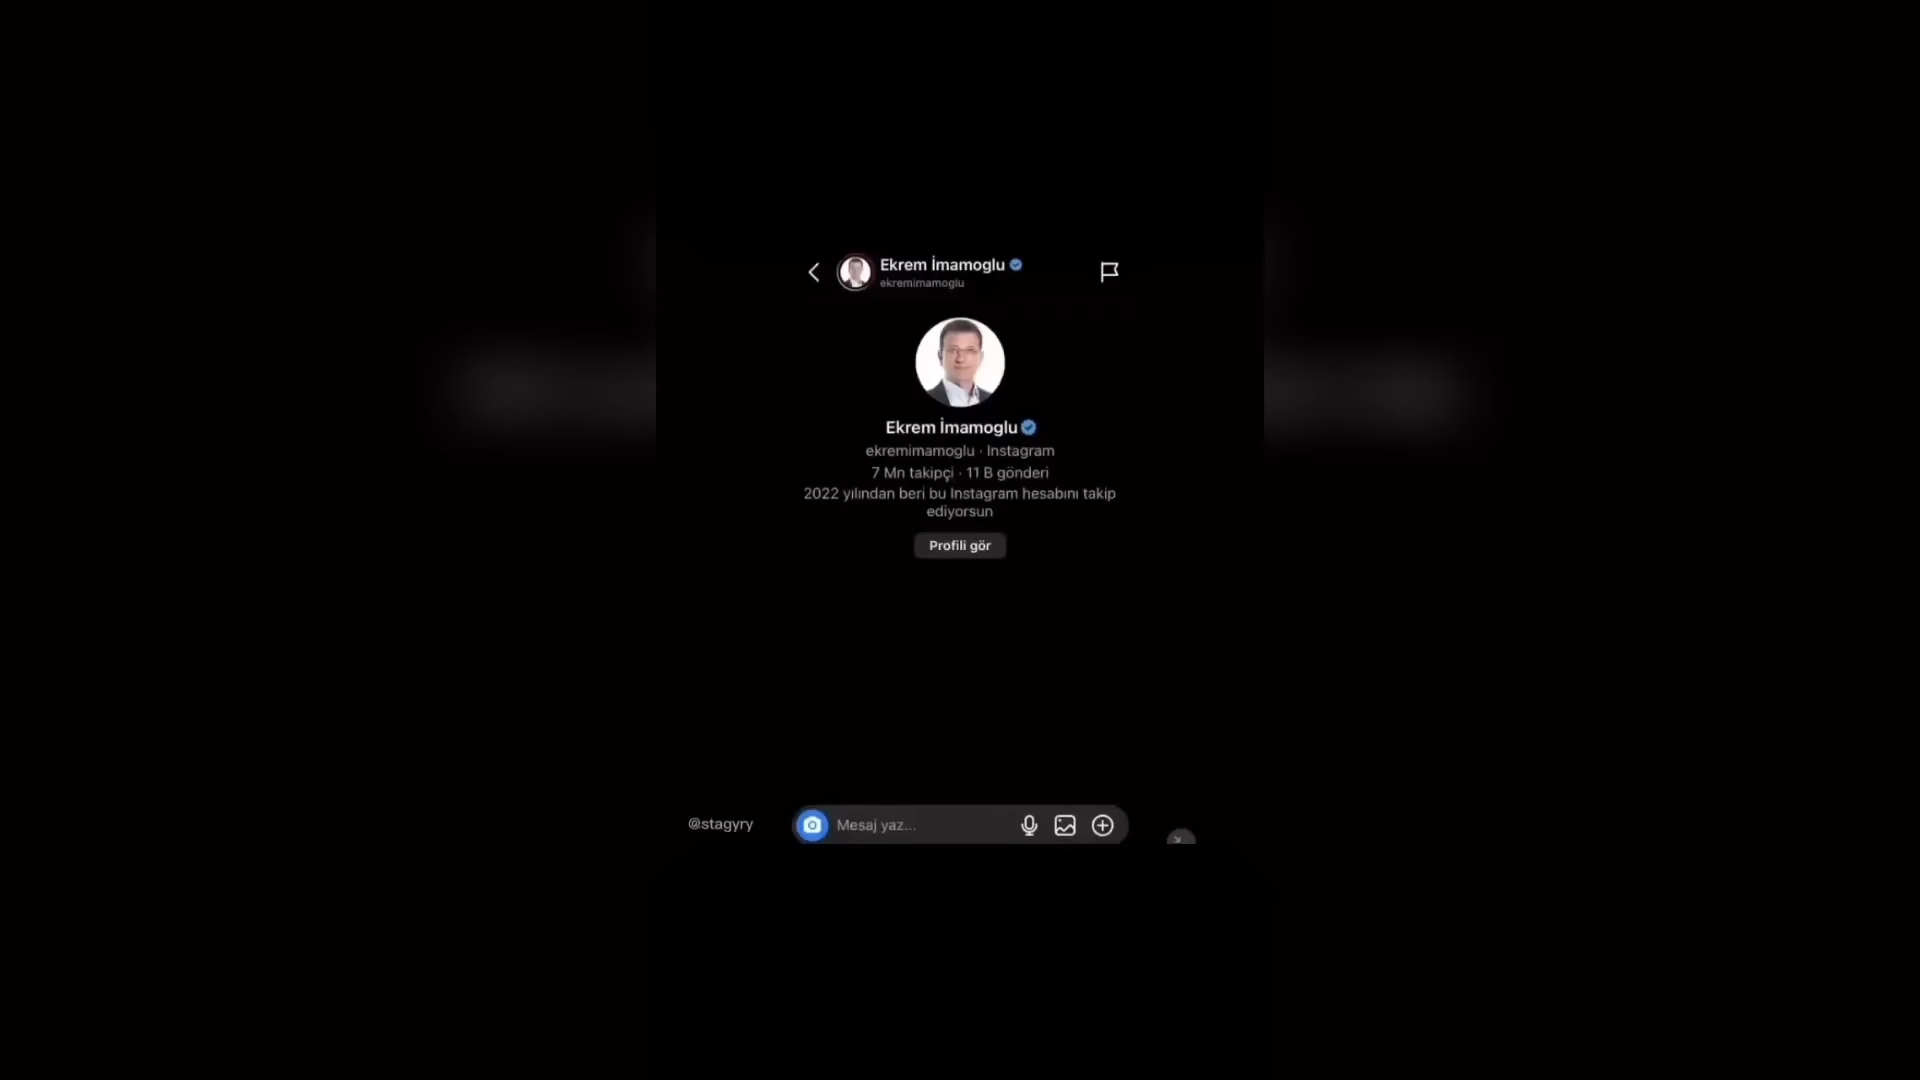 Ekrem İmamoglu
ekremimamoglu
Ekrem İmamoglu
ekremimamoglu · Instagram
7 Mn takipçi · 11 B gönderi
2022 yılından beri bu Instagram hesabını takip
ediyorsun
Profili gör
@stagyry
Mesaj yaz...